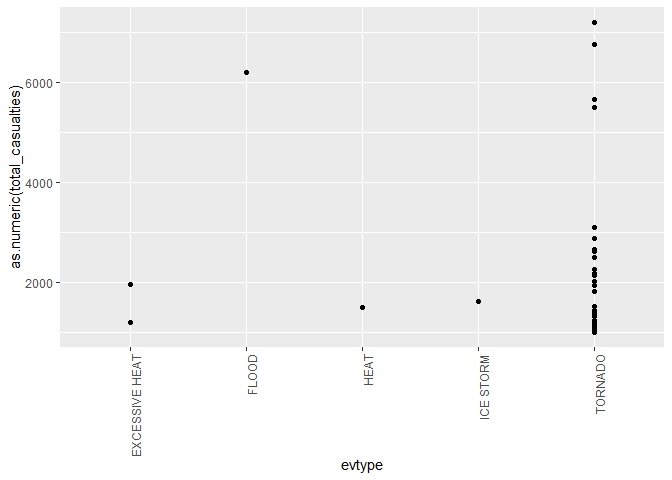 as.numeric(total_casualties)
6000
4000
2000
EXCESSIVE HEAT
FLOOD
HEAT
ICE STORM
TORNADO
evtype